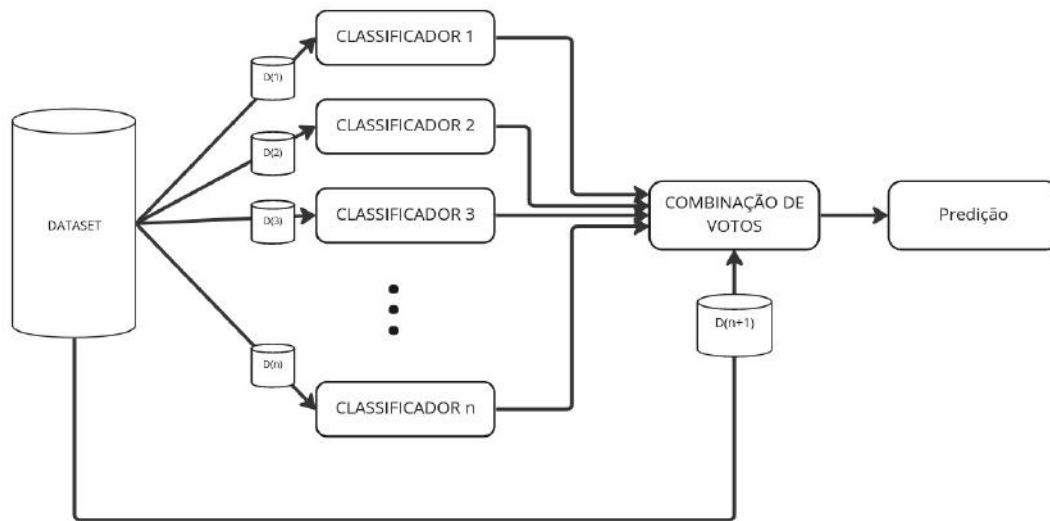 CLASSIFICADOR 1
D(1)
CLASSIFICADOR 2
D(2)
DATASET
D(3)
CLASSIFICADOR 3
COMBINAÇÃO DE
VOTOS
Predição
D(n+1)
D(n)
CLASSIFICADOR n